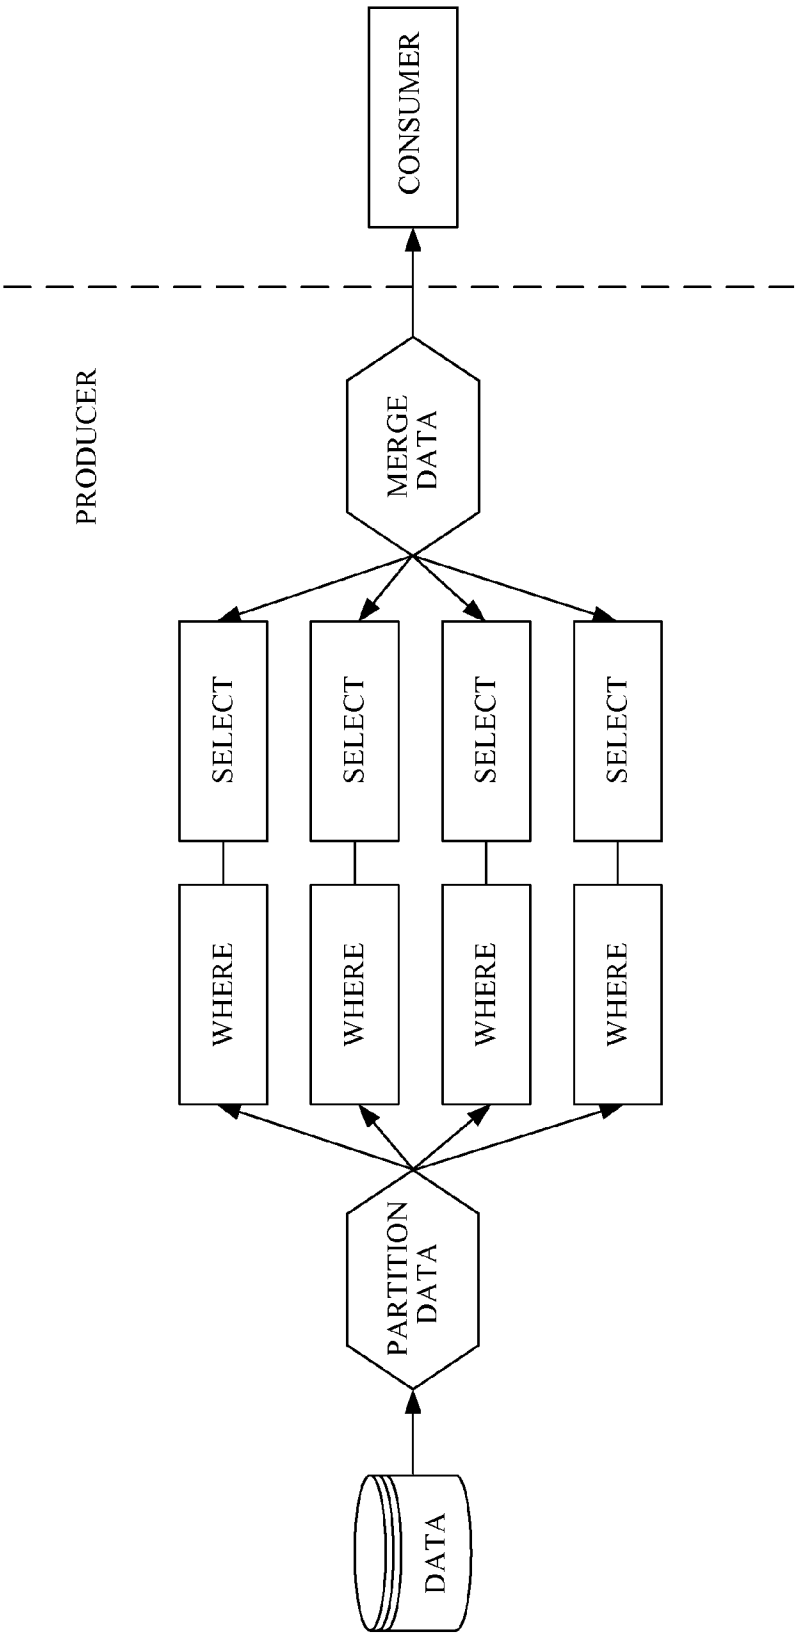 PRODUCER
DATA
PARTITION
DATA
WHERE
WHERE
WHERE
WHERE
SELECT
SELECT
SELECT
SELECT
MERGE
DATA
CONSUMER